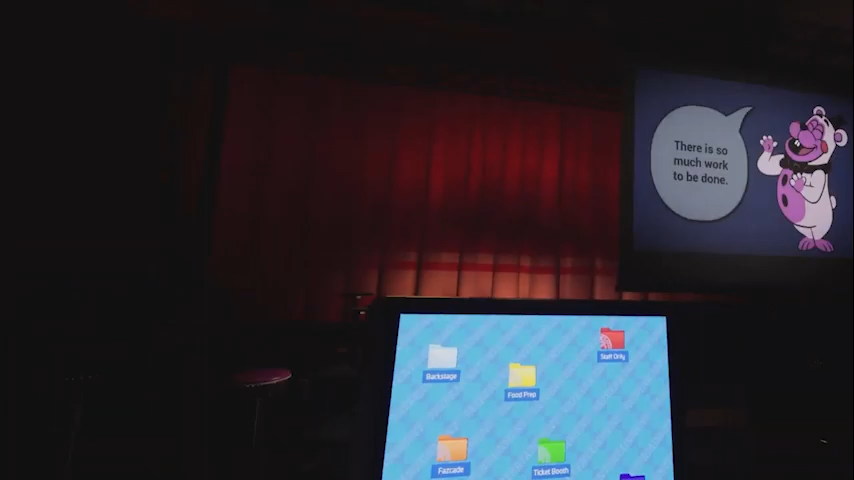 There is so
much work
to be done.
Staff Only
Backstage
Food Prep
Fazcade
Ticket Booth